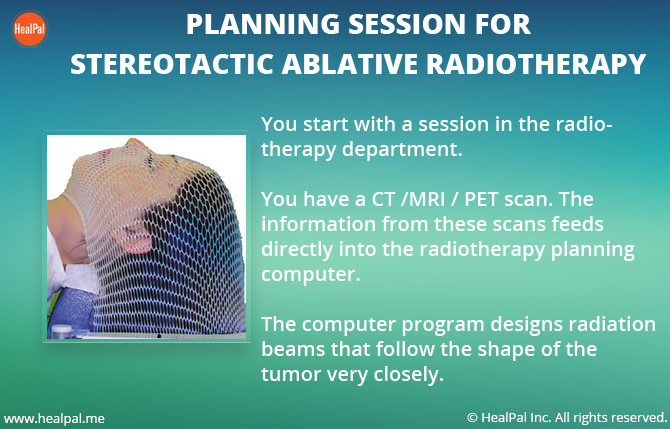 HealPal
PLANNING SESSION FOR
STEREOTACTIC ABLATIVE RADIOTHERAPY
You start with a session in the radio-
therapy department.
You have a CT /MRI / PET scan. The
information from these scans feeds
directly into the radiotherapy planning
computer.
The computer program designs radiation
beams that follow the shape of the
tumor very closely.
www.healpal.me
© HealPal Inc. All rights reserved.